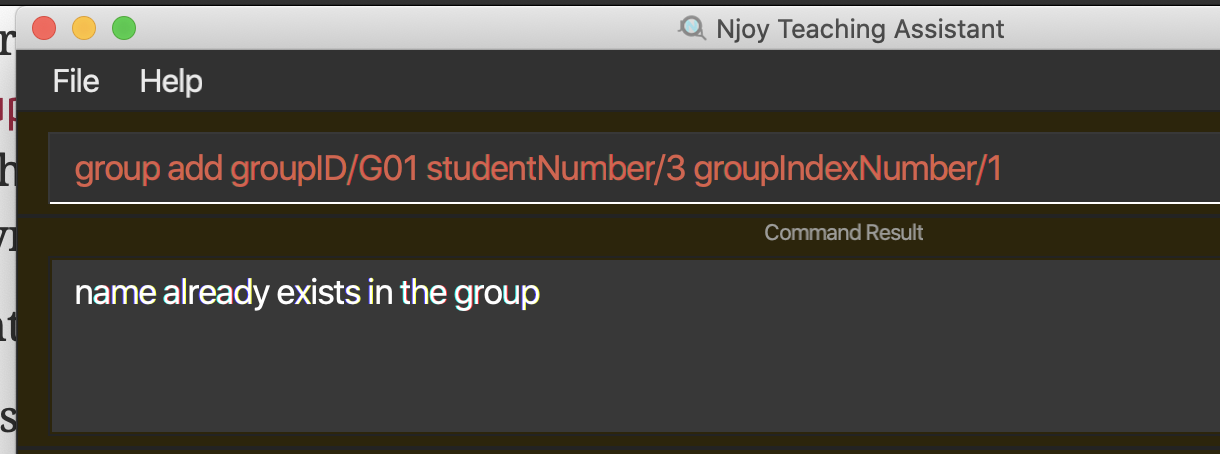 Njoy Teaching Assistant
File Help
group add groupID/G01 studentNumber/3 groupIndexNumber/1
Command Result
name already exists in the group